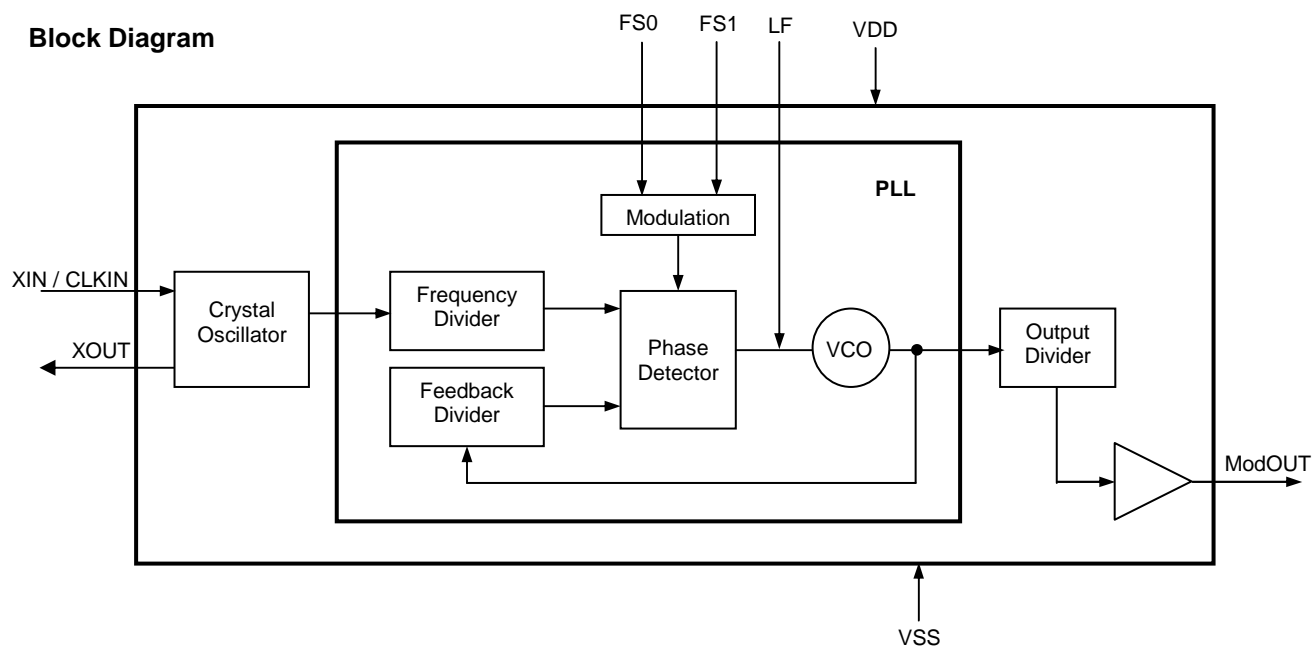 Block Diagram
FS0
FS1
LF
VDD
PLL
Modulation
XIN / CLKIN
XOUT
Crystal
Oscillator
Frequency
Divider
Feedback
Divider
Phase
Detector
VCO
Output
Divider
ModOUT
VSS